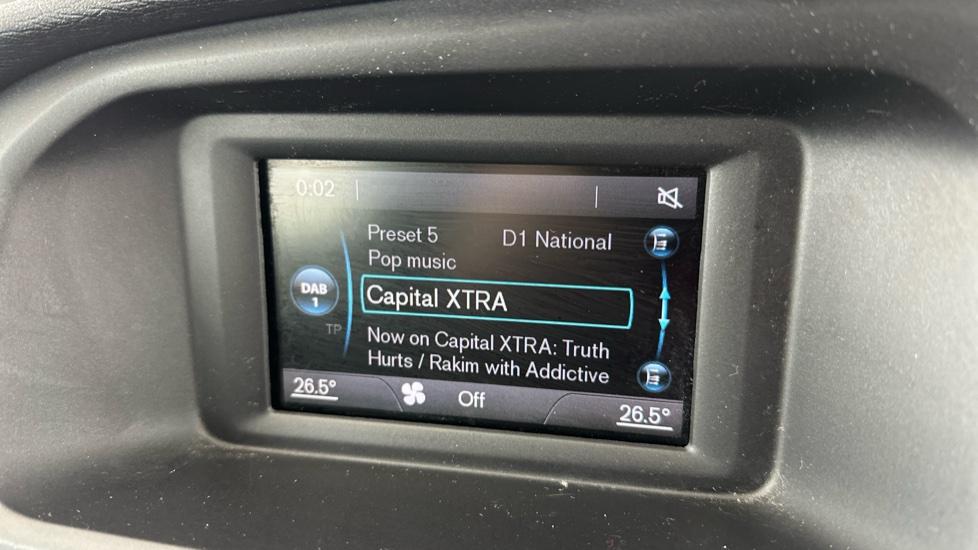 0:02
Preset 5 D1 National
Pop music
DAB
1
Capital XTRA
TP
Now on Capital XTRA: Truth
Hurts / Rakim with Addictive
26.5° Off 26.5°